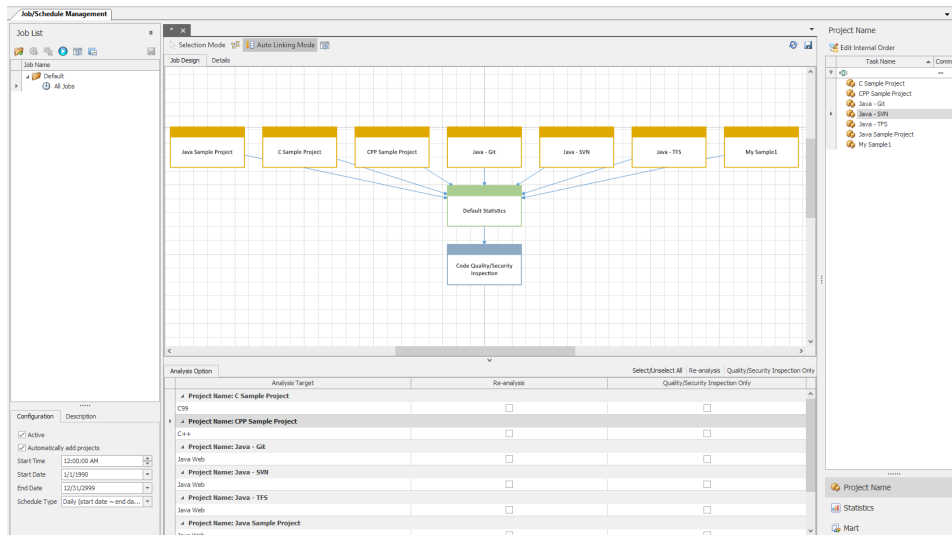 Job/Schedule Management
Job List
Job Name
Default
All Jobs
Configuration Description
Active
Automatically add projects
Start Time 12:00:00 AM
Start Date 1/1/1990
End Date 12/31/2999
Schedule Type Daily (start date ~ end da...
* ×
Selection Mode Auto Linking Mode
Job Design Details
Java Sample Project C Sample Project CPP Sample Project Java - Git Java - SVN Java - TFS My Sample1
Default Statistics
Code Quality/Security
Inspection
Analysis Option Select/Unselect All Re-analysis Quality/Security Inspection Only
Analysis Target Re-analysis Quality/Security Inspection Only
Project Name: C Sample Project
C99
Project Name: CPP Sample Project
C++
Project Name: Java - Git
Java Web
Project Name: Java - SVN
Java Web
Project Name: Java - TFS
Java Web
Project Name: Java Sample Project
Java Web
Project Name
Edit Internal Order
Task Name Comm
C Sample Project
CPP Sample Project
Java - Git
Java - SVN
Java - TFS
Java Sample Project
My Sample1
Project Name
Statistics
Mart